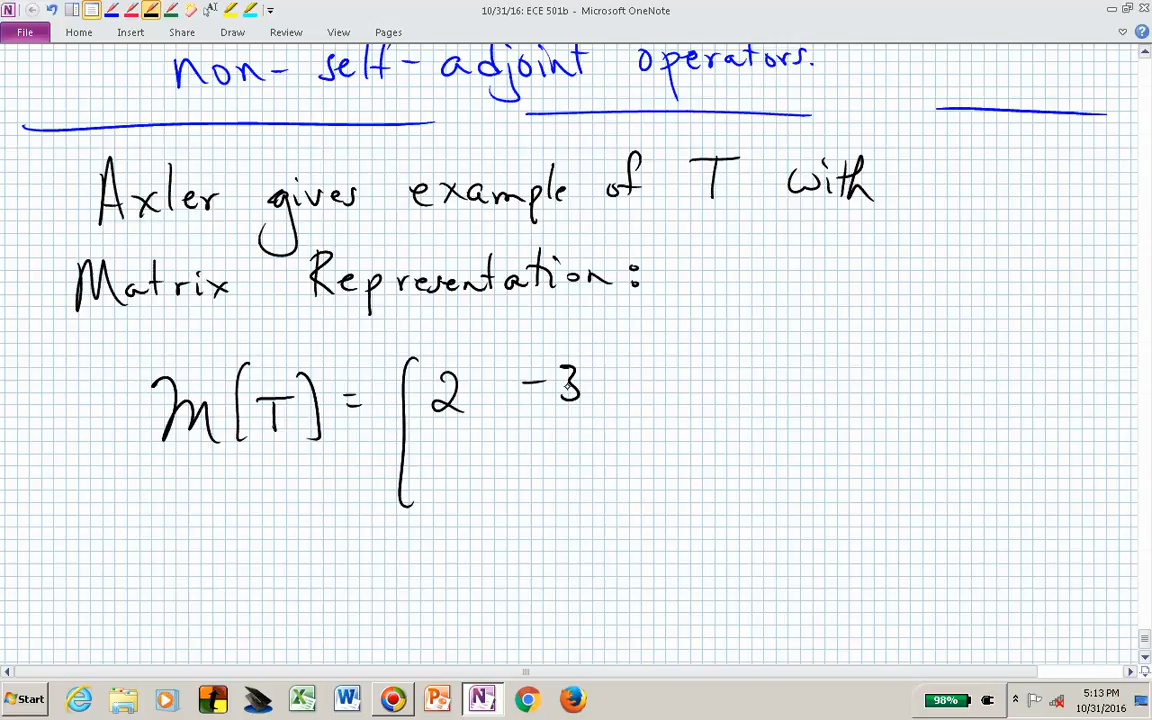 10/31/16: ECE 501b - Microsoft OneNote
File Home Insert Share Draw Review View Pages
non-self-adjoint operators.
Axler gives example of T with
Matrix Representation:
M(T) = [ 2 -3
Start
98%
5:13 PM
10/31/2016